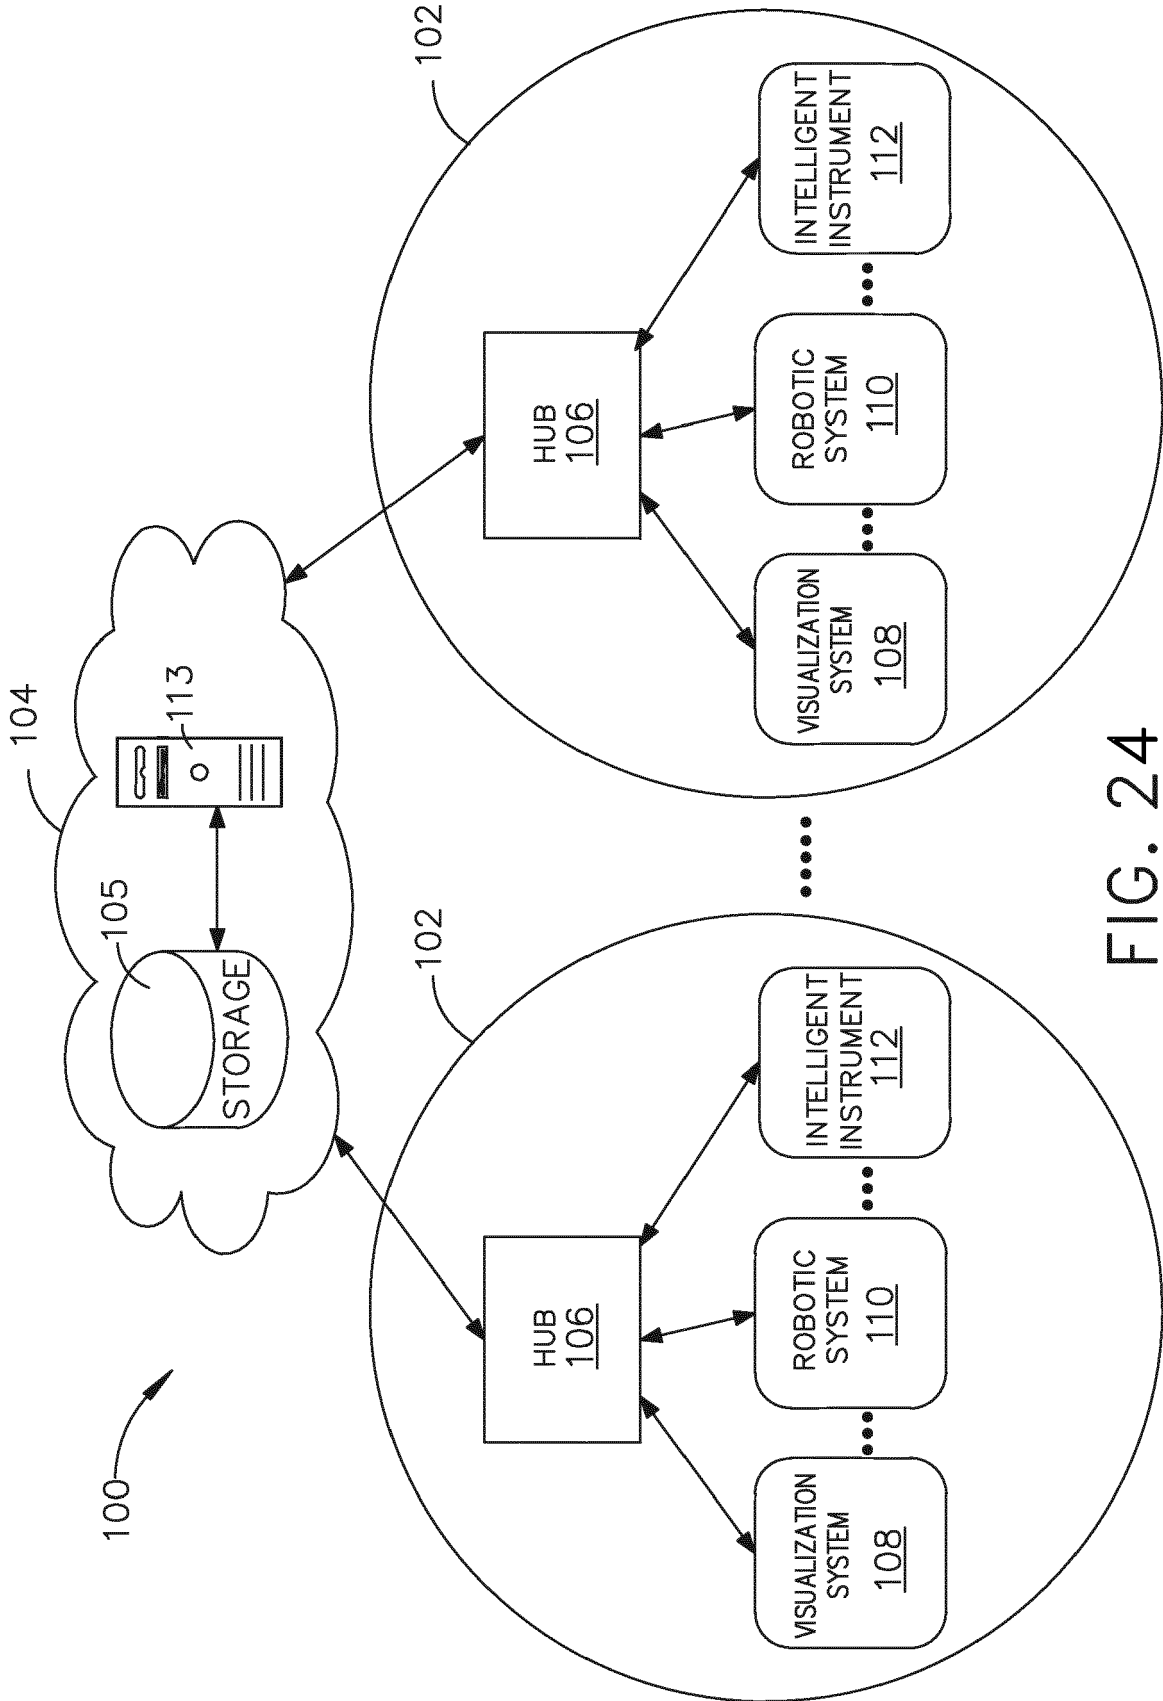 100
104
105
STORAGE
113
102
HUB
106
VISUALIZATION
SYSTEM
108
ROBOTIC
SYSTEM
110
INTELLIGENT
INSTRUMENT
112
102
HUB
106
VISUALIZATION
SYSTEM
108
ROBOTIC
SYSTEM
110
INTELLIGENT
INSTRUMENT
112
FIG. 24